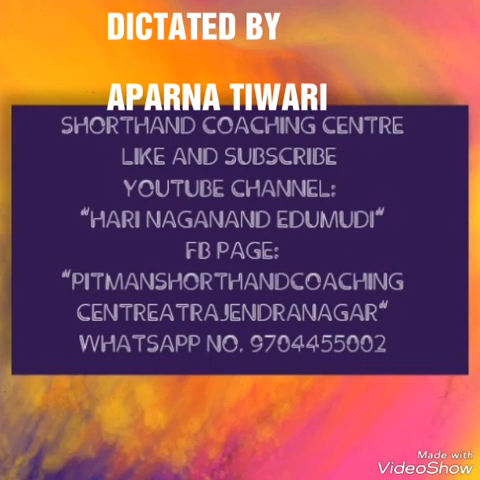 DICTATED BY
APARNA TIWARI
SHORTHAND COACHING CENTRE
LIKE AND SUBSCRIBE
YOUTUBE CHANNEL:
"HARI NAGANAND EDUMUDI"
FB PAGE:
"PITMANSHORTHANDCOACHING
CENTREATRAJENDRANAGAR"
WHATSAPP NO. 9704455002
Made with
VideoShow